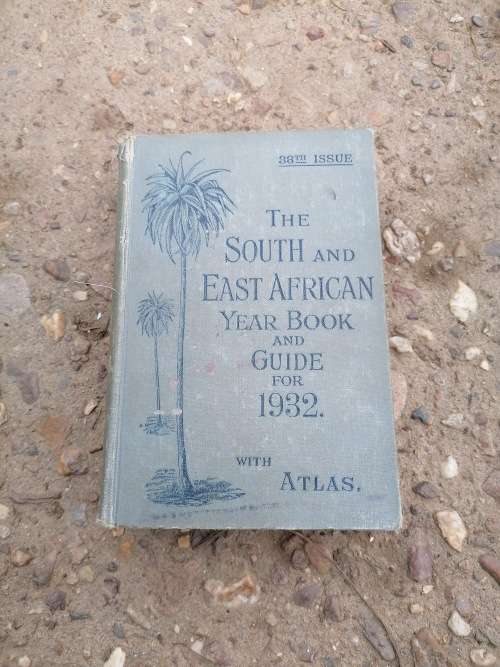 38TH ISSUE
THE
SOUTH AND
EAST AFRICAN
YEAR BOOK
AND
GUIDE
FOR
1932.
WITH
ATLAS.